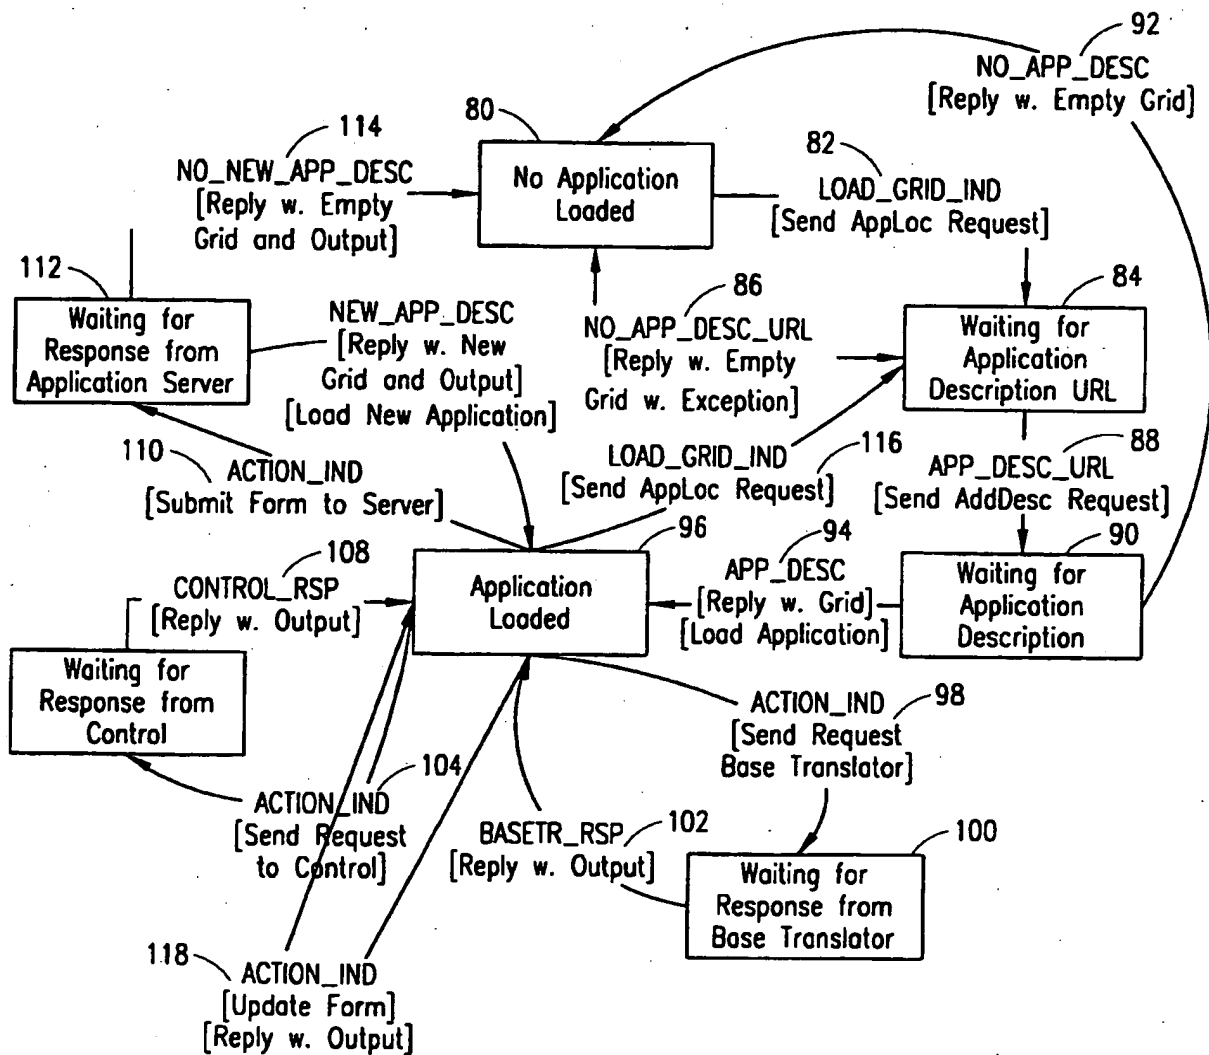 92
NO_APP_DESC
[Reply w. Empty Grid]
80
No Application
Loaded
114
NO_NEW_APP_DESC
[Reply w. Empty
Grid and Output]
82
LOAD_GRID_IND
[Send AppLoc Request]
112
Waiting for
Response from
Application Server
NEW_APP_DESC
[Reply w. New
Grid and Output]
[Load New Application]
86
NO_APP_DESC_URL
[Reply w. Empty
Grid w. Exception]
84
Waiting for
Application
Description URL
110
ACTION_IND
[Submit Form to Server]
LOAD_GRID_IND
[Send AppLoc Request]
116
88
APP_DESC_URL
[Send AddDesc Request]
108
CONTROL_RSP
[Reply w. Output]
96
Application
Loaded
94
APP_DESC
[Reply w. Grid]
[Load Application]
90
Waiting for
Application
Description
Waiting for
Response from
Control
104
ACTION_IND
[Send Request
to Control]
98
ACTION_IND
[Send Request
Base Translator]
102
BASETR_RSP
[Reply w. Output]
100
Waiting for
Response from
Base Translator
118
ACTION_IND
[Update Form]
[Reply w. Output]